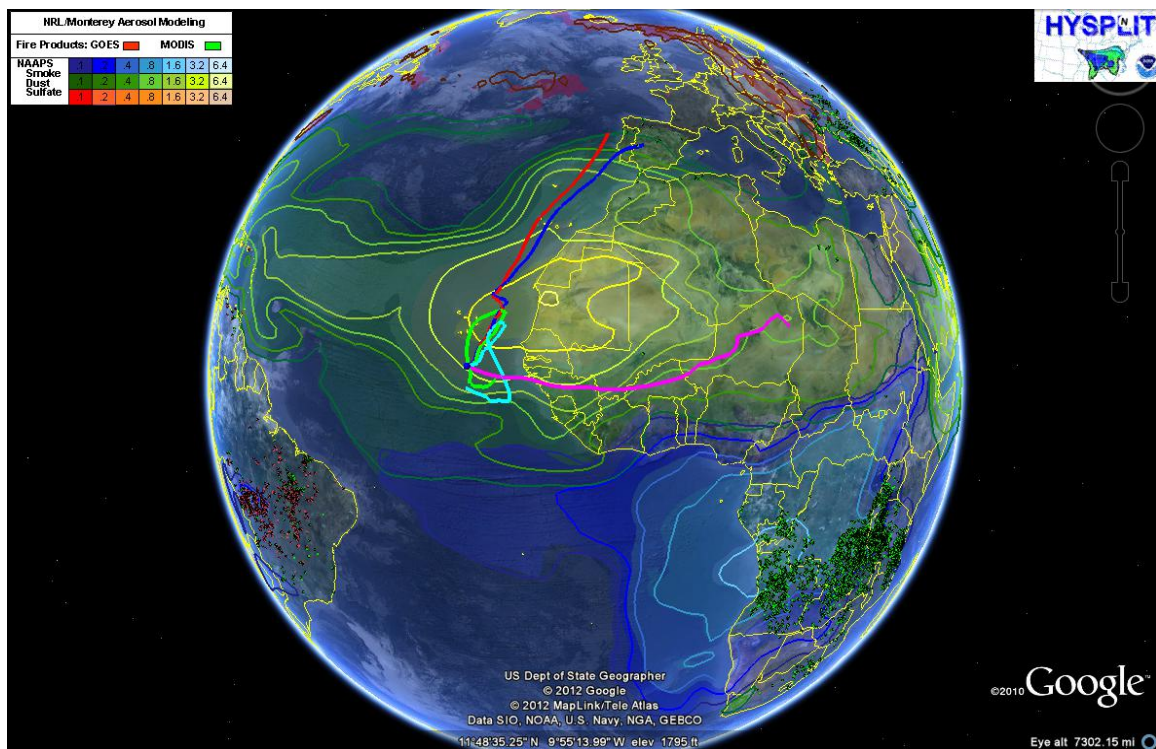 NRL/Monterey Aerosol Modeling
Fire Products: GOES MODIS
NAAPS
Smoke .1 .2 .4 .8 1.6 3.2 6.4
Dust .1 .2 .4 .8 1.6 3.2 6.4
Sulfate .1 .2 .4 .8 1.6 3.2 6.4
HYSPLIT
N
NOAA
US Dept of State Geographer
© 2012 Google
© 2012 MapLink/Tele Atlas
Data SIO, NOAA, U.S. Navy, NGA, GEBCO
11°48'35.25" N 9°55'13.99" W elev 1795 ft
©2010 Google™
Eye alt 7302.15 mi